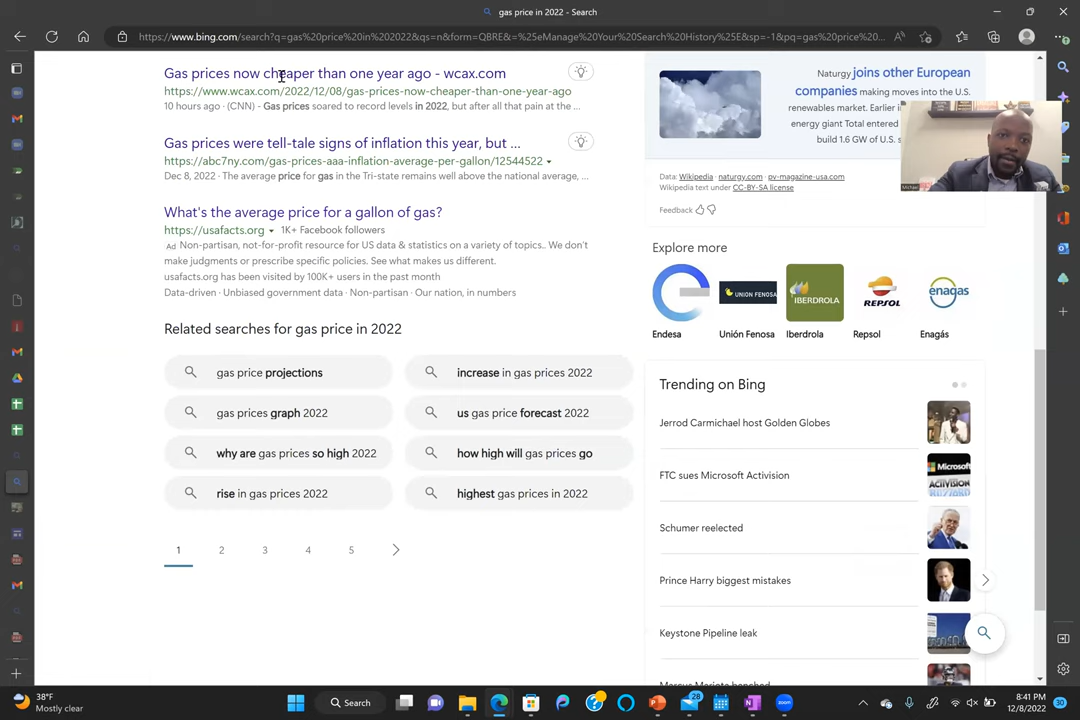 gas price in 2022 - Search
https://www.bing.com/search?q=gas%20price%20in%202022&qs=n&form=QBRE&=%25eManage%20Your%20Search%20History%25E&sp=-1&pq=gas%20price%20...
Gas prices now cheaper than one year ago - wcax.com
https://www.wcax.com/2022/12/08/gas-prices-now-cheaper-than-one-year-ago
10 hours ago · (CNN) - Gas prices soared to record levels in 2022, but after all that pain at the ...
Gas prices were tell-tale signs of inflation this year, but ...
https://abc7ny.com/gas-prices-aaa-inflation-average-per-gallon/12544522
Dec 8, 2022 · The average price for gas in the Tri-state remains well above the national average, ...
What's the average price for a gallon of gas?
https://usafacts.org 1K+ Facebook followers
Ad Non-partisan, not-for-profit resource for US data & statistics on a variety of topics.. We don't
make judgments or prescribe specific policies. See what makes us different.
usafacts.org has been visited by 100K+ users in the past month
Data-driven · Unbiased government data · Non-Partisan · Our nation, in numbers
Related searches for gas price in 2022
gas price projections
increase in gas prices 2022
gas prices graph 2022
us gas price forecast 2022
why are gas prices so high 2022
how high will gas prices go
rise in gas prices 2022
highest gas prices in 2022
1 2 3 4 5
Naturgy joins other European
companies making moves into the U.S.
renewables market. Earlier i
energy giant Total entered
build 1.6 GW of U.S. s
Michael
Data: Wikipedia · naturgy.com · pv-magazine-usa.com
Wikipedia text under CC-BY-SA license
Feedback
Explore more
UNION FENOSA
IBERDROLA
REPSOL
enagas
Endesa
Unión Fenosa
Iberdrola
Repsol
Enagás
Trending on Bing
Jerrod Carmichael host Golden Globes
FTC sues Microsoft Activision
Microsoft
ACTIVISION
BLIZZARD
Schumer reelected
Prince Harry biggest mistakes
Keystone Pipeline leak
Marcus Mariota benched
38°F
Mostly clear
Search
28
8:41 PM
12/8/2022
30